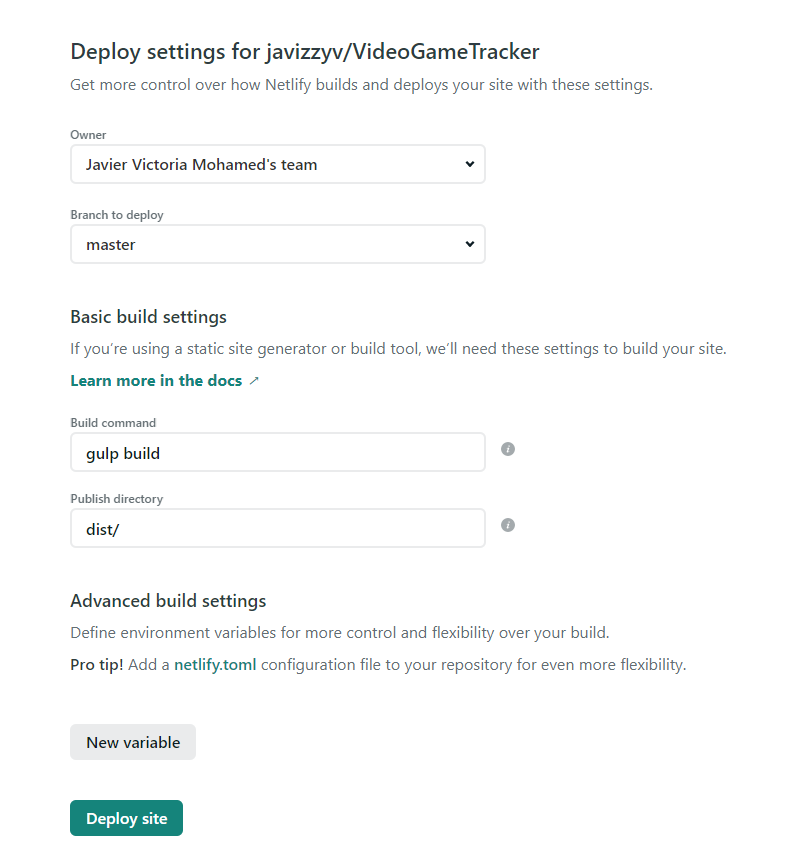 Deploy settings for javizzyv/VideoGameTracker
Get more control over how Netlify builds and deploys your site with these settings.
Owner
Javier Victoria Mohamed's team
Branch to deploy
master
Basic build settings
If you're using a static site generator or build tool, we'll need these settings to build your site.
Learn more in the docs ↗
Build command
gulp build
Publish directory
dist/
Advanced build settings
Define environment variables for more control and flexibility over your build.
Pro tip! Add a netlify.toml configuration file to your repository for even more flexibility.
New variable
Deploy site